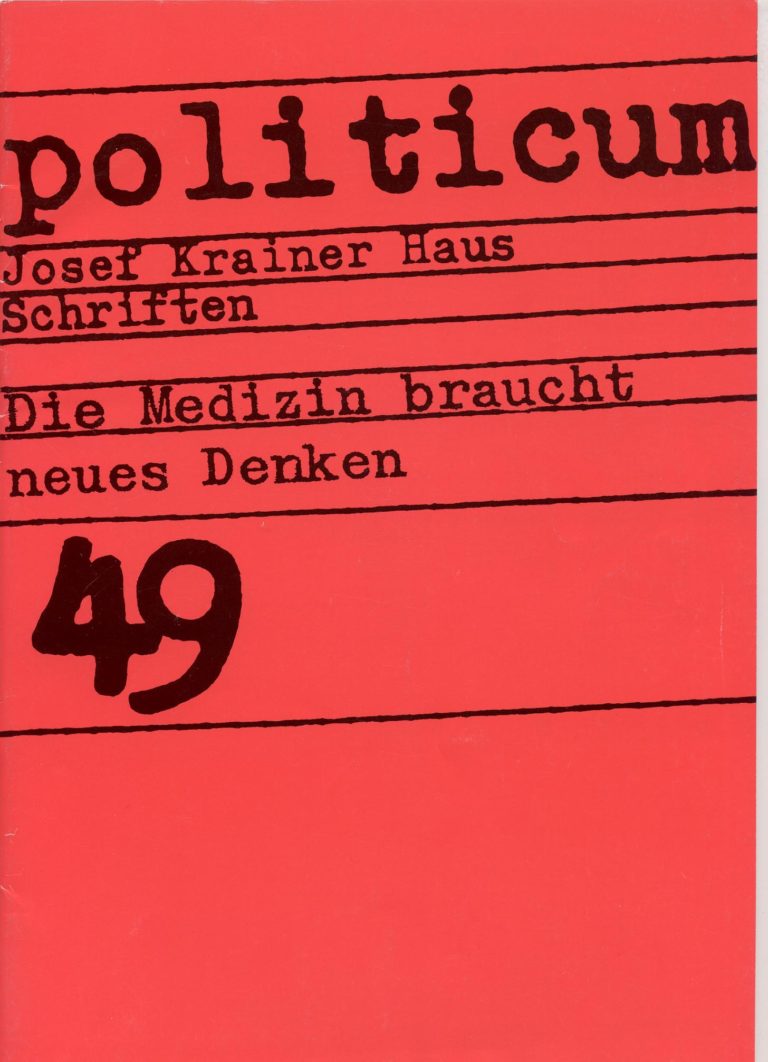 politicum
Josef Krainer Haus
Schriften
Die Medizin braucht
neues Denken
49